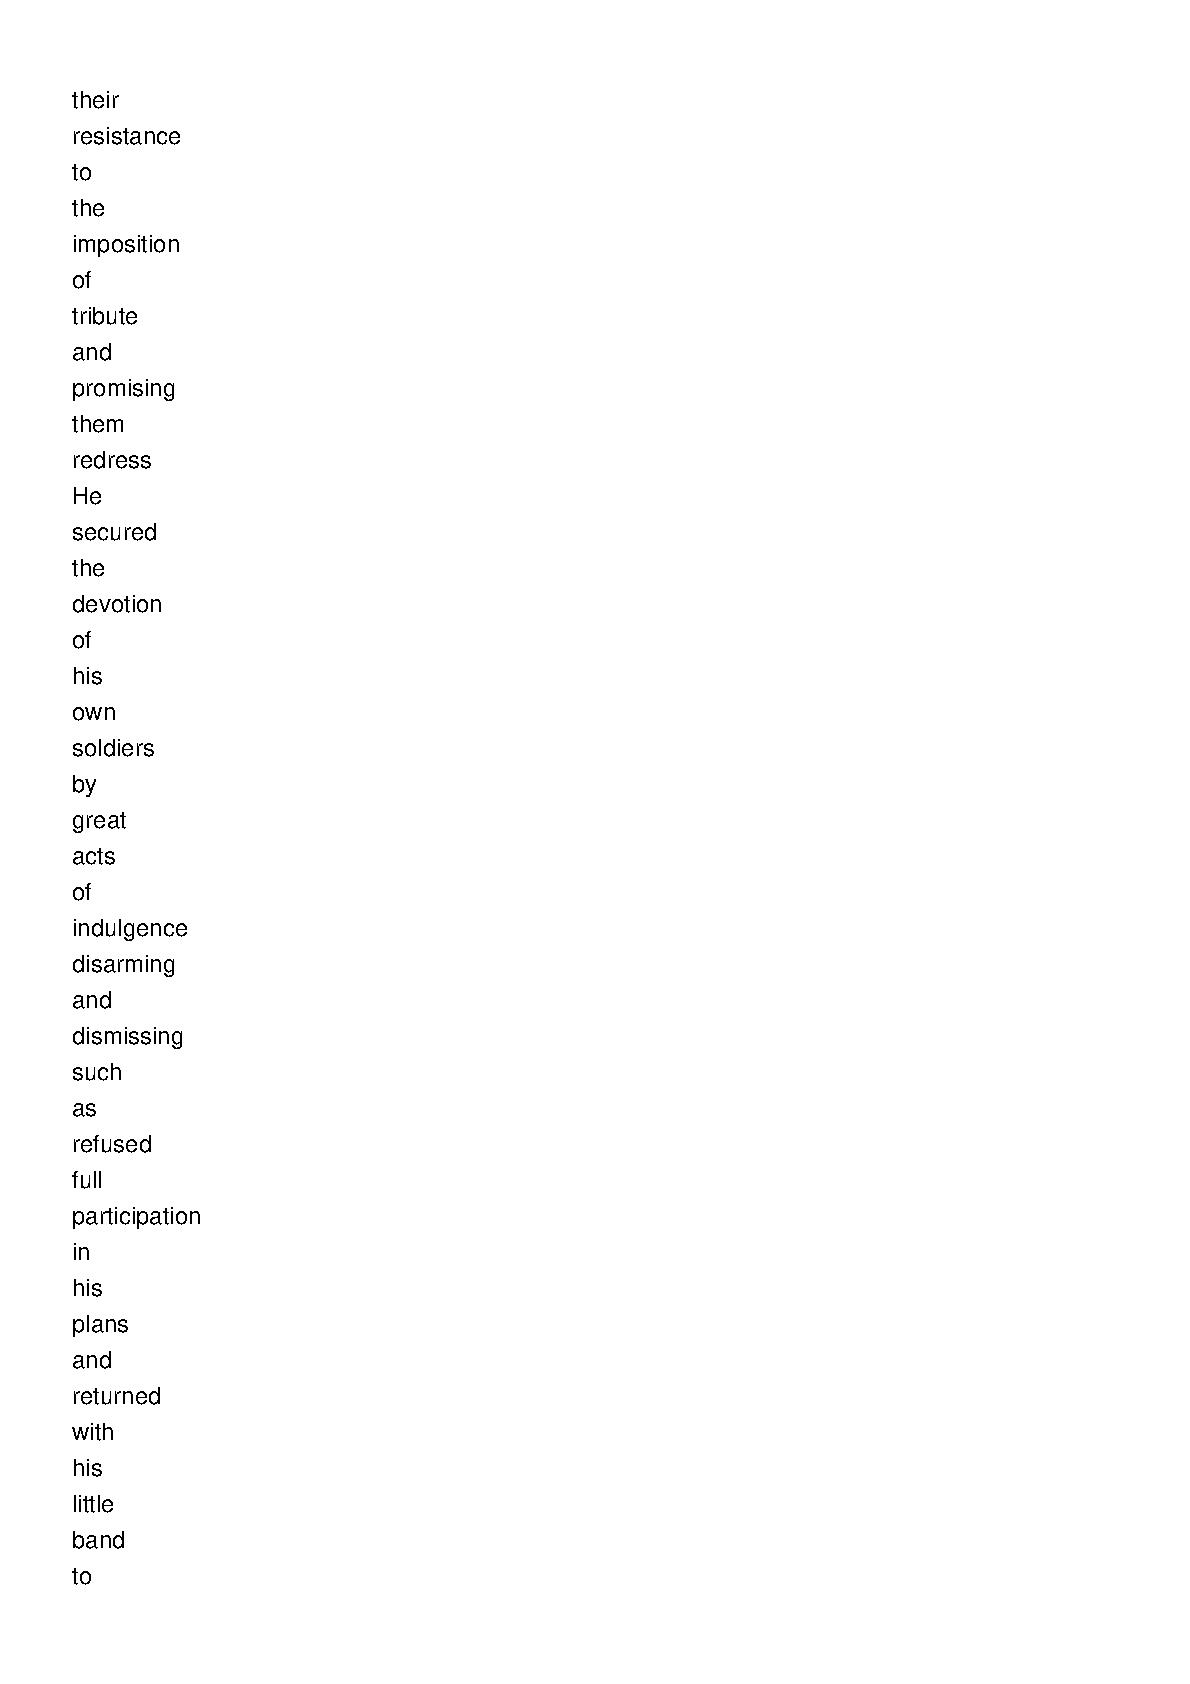 their
resistance
to
the
imposition
of
tribute
and
promising
them
redress
He
secured
the
devotion
of
his
own
soldiers
by
great
acts
of
indulgence
disarming
and
dismissing
such
as
refused
full
participation
in
his
plans
and
returned
with
his
little
band
to